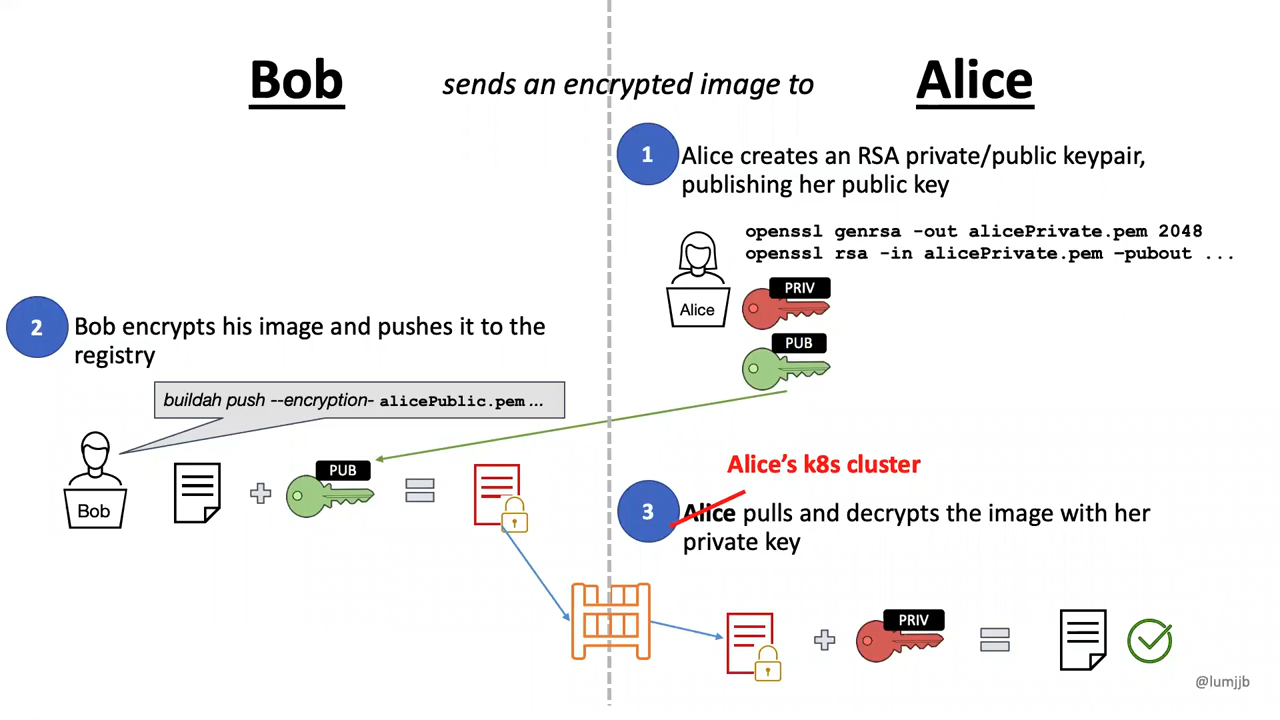 Bob
sends an encrypted image to
Alice
1
Alice creates an RSA private/public keypair,
publishing her public key
openssl genrsa -out alicePrivate.pem 2048
openssl rsa -in alicePrivate.pem –pubout ...
Alice
PRIV
PUB
2
Bob encrypts his image and pushes it to the
registry
buildah push --encryption- alicePublic.pem ...
Bob
PUB
Alice’s k8s cluster
3
Alice pulls and decrypts the image with her
private key
PRIV
@lumjjb